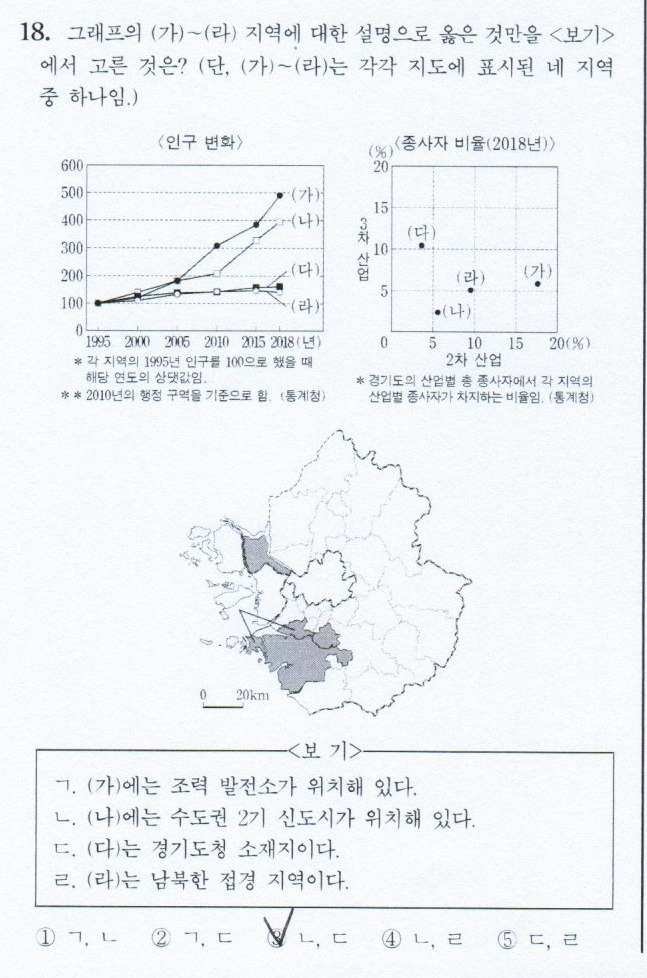 18. 그래프의 (가)~(라) 지역에 대한 설명으로 옳은 것만을 <보기>
에서 고른 것은? (단, (가)~(라)는 각각 지도에 표시된 네 지역
중 하나임.)
〈인구 변화〉
600
500
400
300
200
100
0
(가)
(나)
(다)
(라)
1995 2000 2005 2010 2015 2018(년)
* 각 지역의 1995년 인구를 100으로 했을 때
해당 연도의 상댓값임.
** 2010년의 행정 구역을 기준으로 함. (통계청)
〈종사자 비율(2018년)〉
(%)
20
15
10
5
3차 산업
(다)
(라)
(가)
(나)
0 5 10 15 20(%)
2차 산업
* 경기도의 산업별 총 종사자에서 각 지역의
산업별 종사자가 차지하는 비율임. (통계청)
0 20km
<보 기>
ㄱ. (가)에는 조력 발전소가 위치해 있다.
ㄴ. (나)에는 수도권 2기 신도시가 위치해 있다.
ㄷ. (다)는 경기도청 소재지이다.
ㄹ. (라)는 남북한 접경 지역이다.
① ㄱ, ㄴ ② ㄱ, ㄷ ③ ㄴ, ㄷ ④ ㄴ, ㄹ ⑤ ㄷ, ㄹ